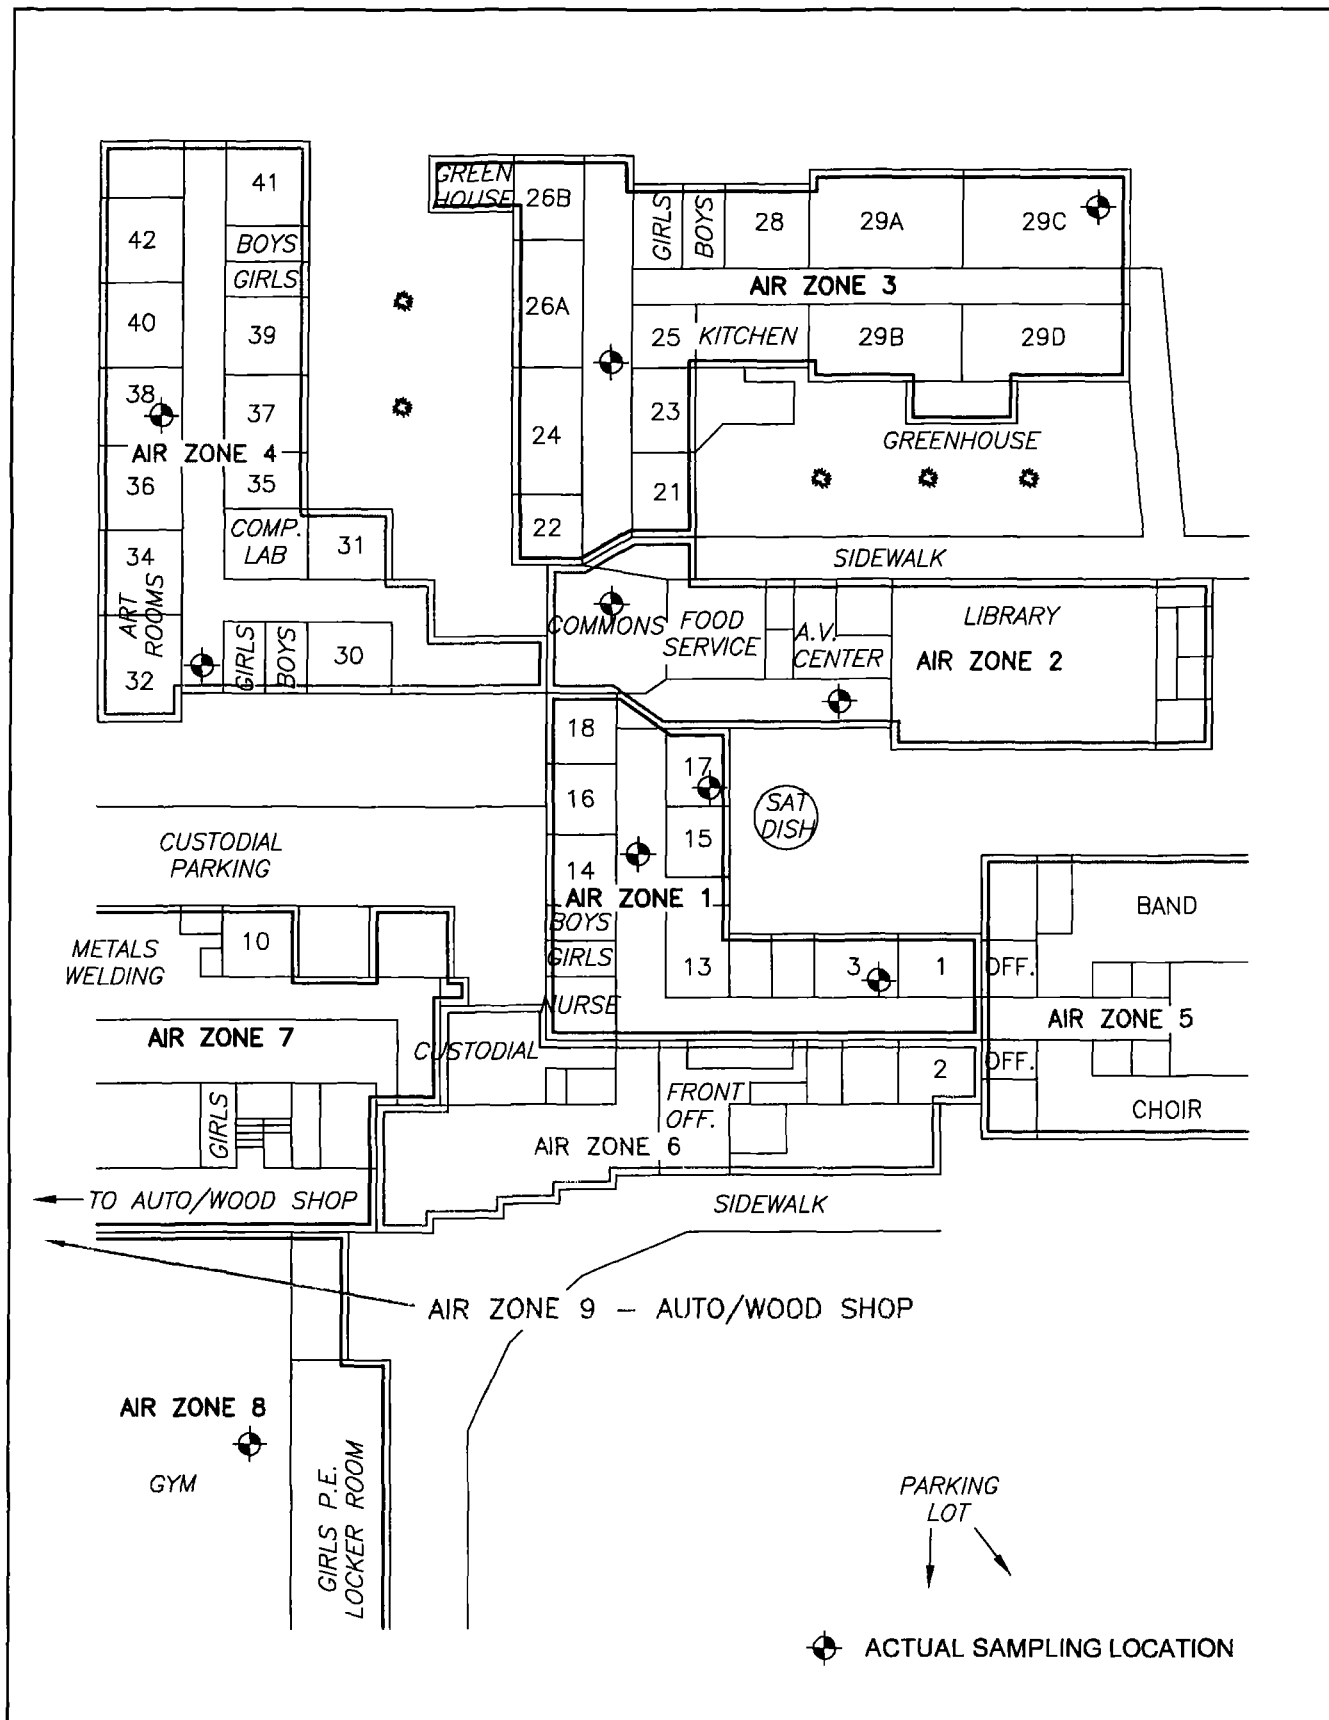 41
42
BOYS
GIRLS
40
39
38
37
AIR ZONE 4
36
35
COMP.
LAB
31
34
ART
ROOMS
GIRLS
BOYS
30
32
GREEN
HOUSE
26B
GIRLS
BOYS
28
29A
29C
AIR ZONE 3
26A
25
KITCHEN
29B
29D
23
24
GREENHOUSE
21
22
SIDEWALK
COMMONS
FOOD
SERVICE
A.V.
CENTER
LIBRARY
AIR ZONE 2
18
17
16
15
14
SAT
DISH
AIR ZONE 1
BOYS
GIRLS
13
3
1
NURSE
CUSTODIAL
PARKING
METALS
WELDING
10
AIR ZONE 7
CUSTODIAL
GIRLS
BAND
OFF.
AIR ZONE 5
OFF.
CHOIR
2
FRONT
OFF.
AIR ZONE 6
TO AUTO/WOOD SHOP
SIDEWALK
AIR ZONE 9 – AUTO/WOOD SHOP
AIR ZONE 8
GYM
GIRLS P.E.
LOCKER ROOM
PARKING
LOT
ACTUAL SAMPLING LOCATION